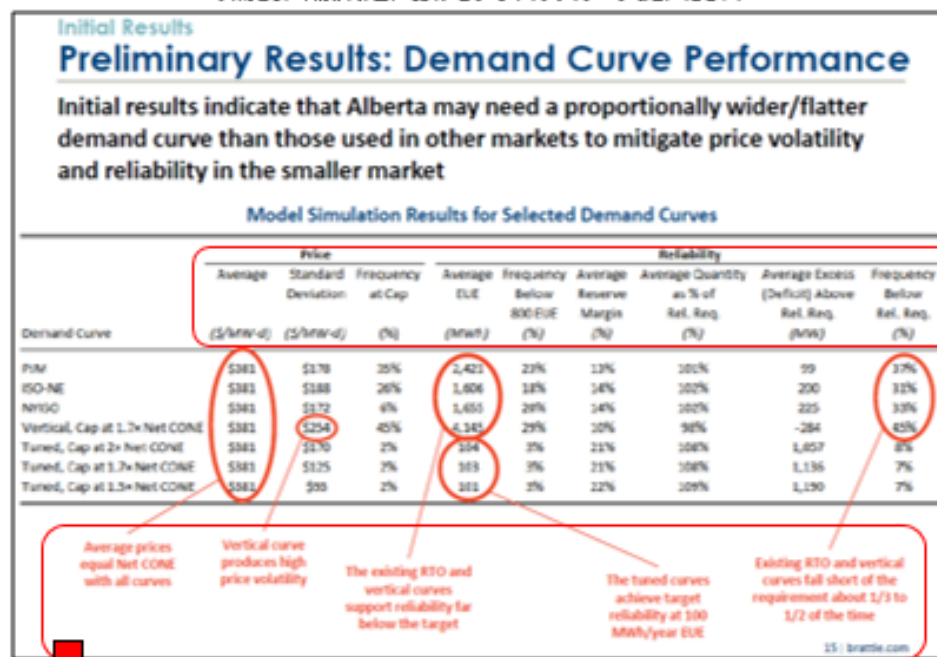 Initial Results
Preliminary Results: Demand Curve Performance
Initial results indicate that Alberta may need a proportionally wider/flatter
demand curve than those used in other markets to mitigate price volatility
and reliability in the smaller market
Model Simulation Results for Selected Demand Curves
Price Reliability
Average Standard Frequency Average Frequency Average Average Quantity Average Excess Frequency
Deviation at Cap EUE Below Reserve as % of (Deficit) Above Below
800 EUE Margin Rel. Req. Rel. Req. Rel. Req.
Demand Curve ($/MW-d) ($/MW-d) (%) (MWh) (%) (%) (%) (MW) (%)
PJM $381 $178 35% 2,421 23% 13% 101% 99 37%
ISO-NE $381 $188 26% 1,606 18% 14% 102% 200 31%
NYISO $381 $172 6% 1,655 20% 14% 102% 225 33%
Vertical, Cap at 1.7× Net CONE $381 $254 45% 4,145 29% 10% 98% -284 45%
Tuned, Cap at 2× Net CONE $381 $170 2% 104 3% 21% 108% 1,057 8%
Tuned, Cap at 1.7× Net CONE $381 $125 2% 103 3% 21% 108% 1,136 7%
Tuned, Cap at 1.5× Net CONE $381 2% 101 3% 22% 109% 1,190 7%
Average prices
equal Net CONE
with all curves
Vertical curve
produces high
price volatility
The existing RTO and
vertical curves
support reliability far
below the target
The tuned curves
achieve target
reliability at 100
MWh/year EUE
Existing RTO and vertical
curves fall short of the
requirement about 1/3 to
1/2 of the time
15 | brattle.com